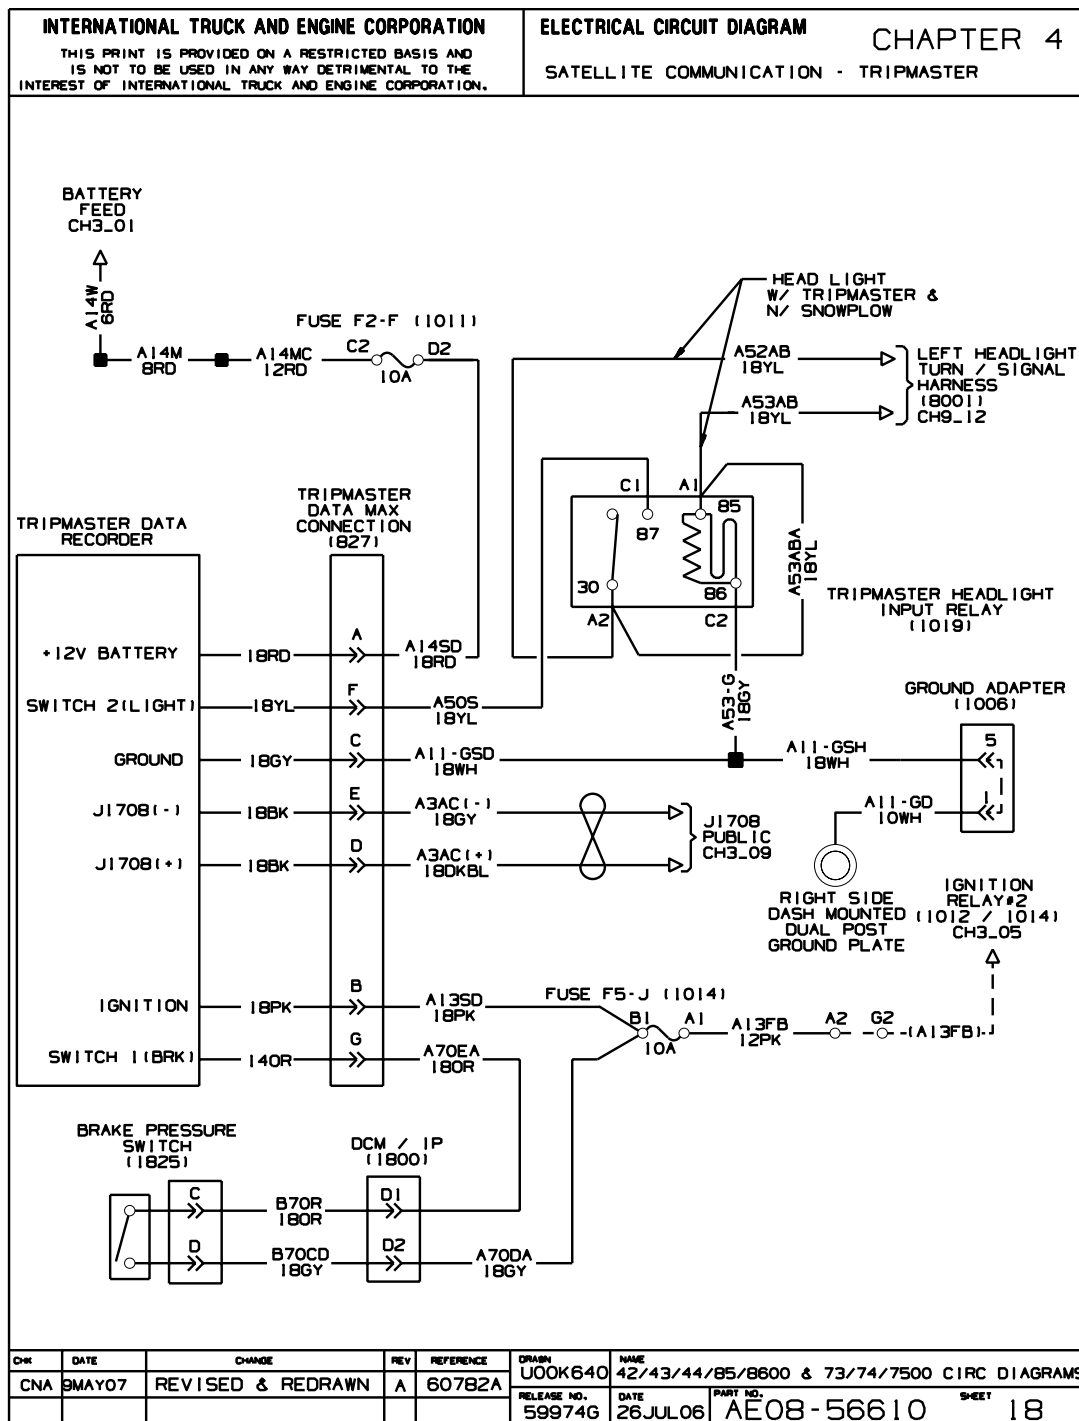 INTERNATIONAL TRUCK AND ENGINE CORPORATION
THIS PRINT IS PROVIDED ON A RESTRICTED BASIS AND
IS NOT TO BE USED IN ANY WAY DETRIMENTAL TO THE
INTEREST OF INTERNATIONAL TRUCK AND ENGINE CORPORATION.
ELECTRICAL CIRCUIT DIAGRAM
CHAPTER 4
SATELLITE COMMUNICATION - TRIPMASTER
BATTERY
FEED
CH3_01
A14W
6RD
FUSE F2-F (1011)
A14M
8RD
A14MC
12RD
C2
D2
10A
HEAD LIGHT
W/ TRIPMASTER &
N/ SNOWPLOW
A52AB
18YL
A53AB
18YL
LEFT HEADLIGHT
TURN / SIGNAL
HARNESS
(8001)
CH9_12
TRIPMASTER DATA
RECORDER
TRIPMASTER
DATA MAX
CONNECTION
(827)
C1
A1
85
87
30
86
A2
C2
A53ABA
18YL
TRIPMASTER HEADLIGHT
INPUT RELAY
(1019)
+12V BATTERY
18RD
A
A14SD
18RD
SWITCH 2(LIGHT)
18YL
F
A50S
18YL
A53-G
18GY
GROUND ADAPTER
(1006)
GROUND
18GY
C
A11-GSD
18WH
A11-GSH
18WH
5
J1708(-)
18BK
E
A3AC(-)
18GY
A11-GD
10WH
1
J1708(+)
18BK
D
A3AC(+)
18DKBL
J1708
PUBLIC
CH3_09
RIGHT SIDE
DASH MOUNTED
DUAL POST
GROUND PLATE
IGNITION
RELAY#2
(1012 / 1014)
CH3_05
IGNITION
18PK
B
A13SD
18PK
FUSE F5-J (1014)
B1
A1
10A
A13FB
12PK
A2
G2
(A13FB)
SWITCH 1(BRK)
14OR
G
A70EA
18OR
BRAKE PRESSURE
SWITCH
(1825)
DCM / IP
(1800)
C
B70R
18OR
D1
D
B70CD
18GY
D2
A70DA
18GY
CHK DATE CHANGE REV REFERENCE
CNA 9MAY07 REVISED & REDRAWN A 60782A
DRAWN
U00K640
NAME
42/43/44/85/8600 & 73/74/7500 CIRC DIAGRAMS
RELEASE NO.
59974G
DATE
26JUL06
PART NO.
AE08-56610
SHEET
18